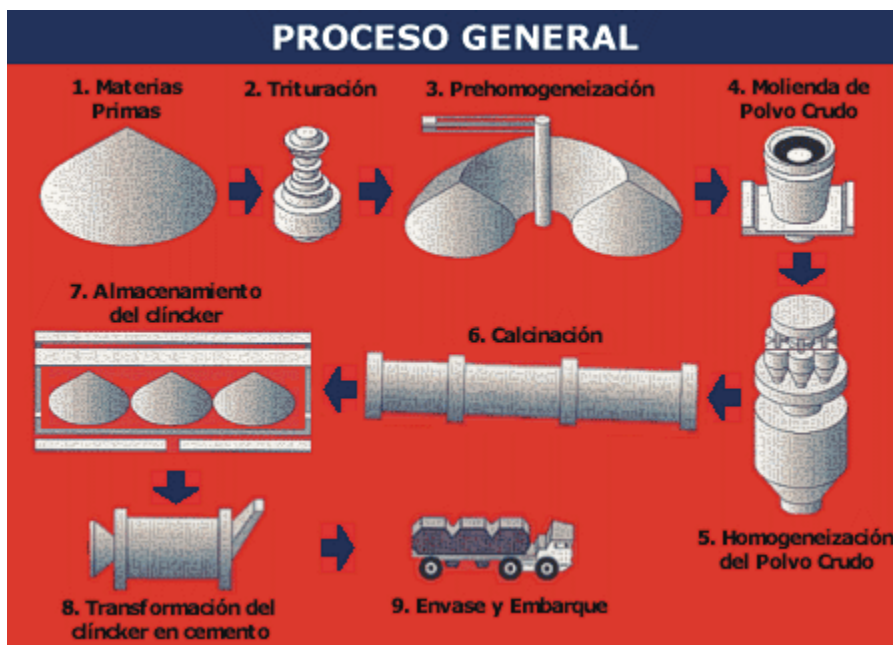 PROCESO GENERAL
1. Materias
Primas
2. Trituración
3. Prehomogeneización
4. Molienda de
Polvo Crudo
5. Homogeneización
del Polvo Crudo
6. Calcinación
7. Almacenamiento
del clíncker
8. Transformación del
clíncker en cemento
9. Envase y Embarque